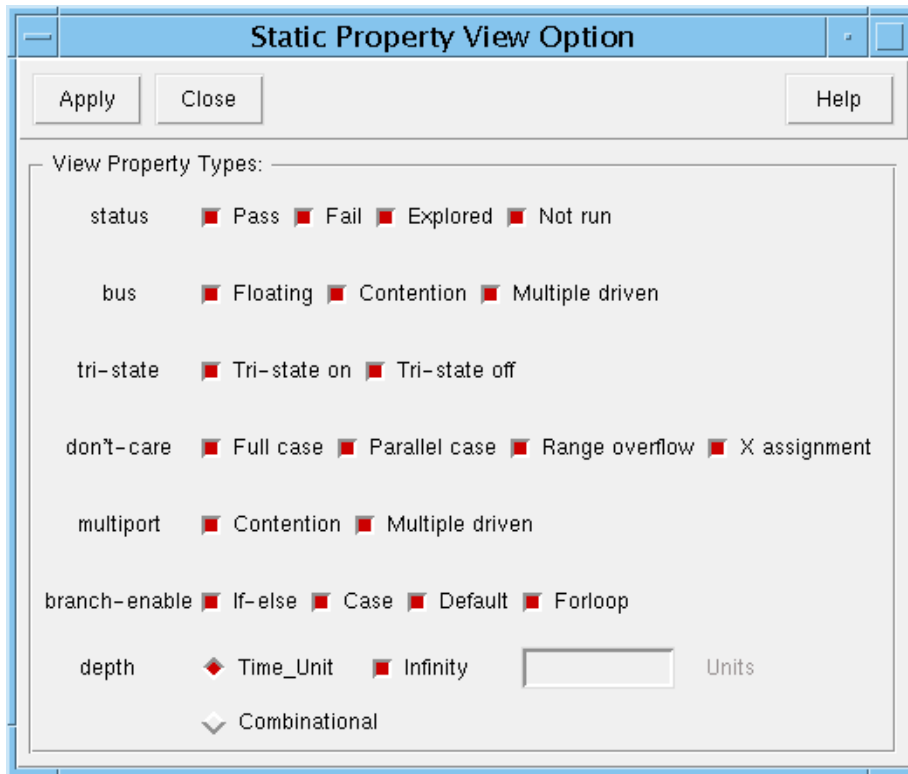 Static Property View Option
Apply Close Help
View Property Types:
status Pass Fail Explored Not run
bus Floating Contention Multiple driven
tri-state Tri-state on Tri-state off
don't-care Full case Parallel case Range overflow X assignment
multiport Contention Multiple driven
branch-enable If-else Case Default Forloop
depth Time_Unit Infinity Units
Combinational